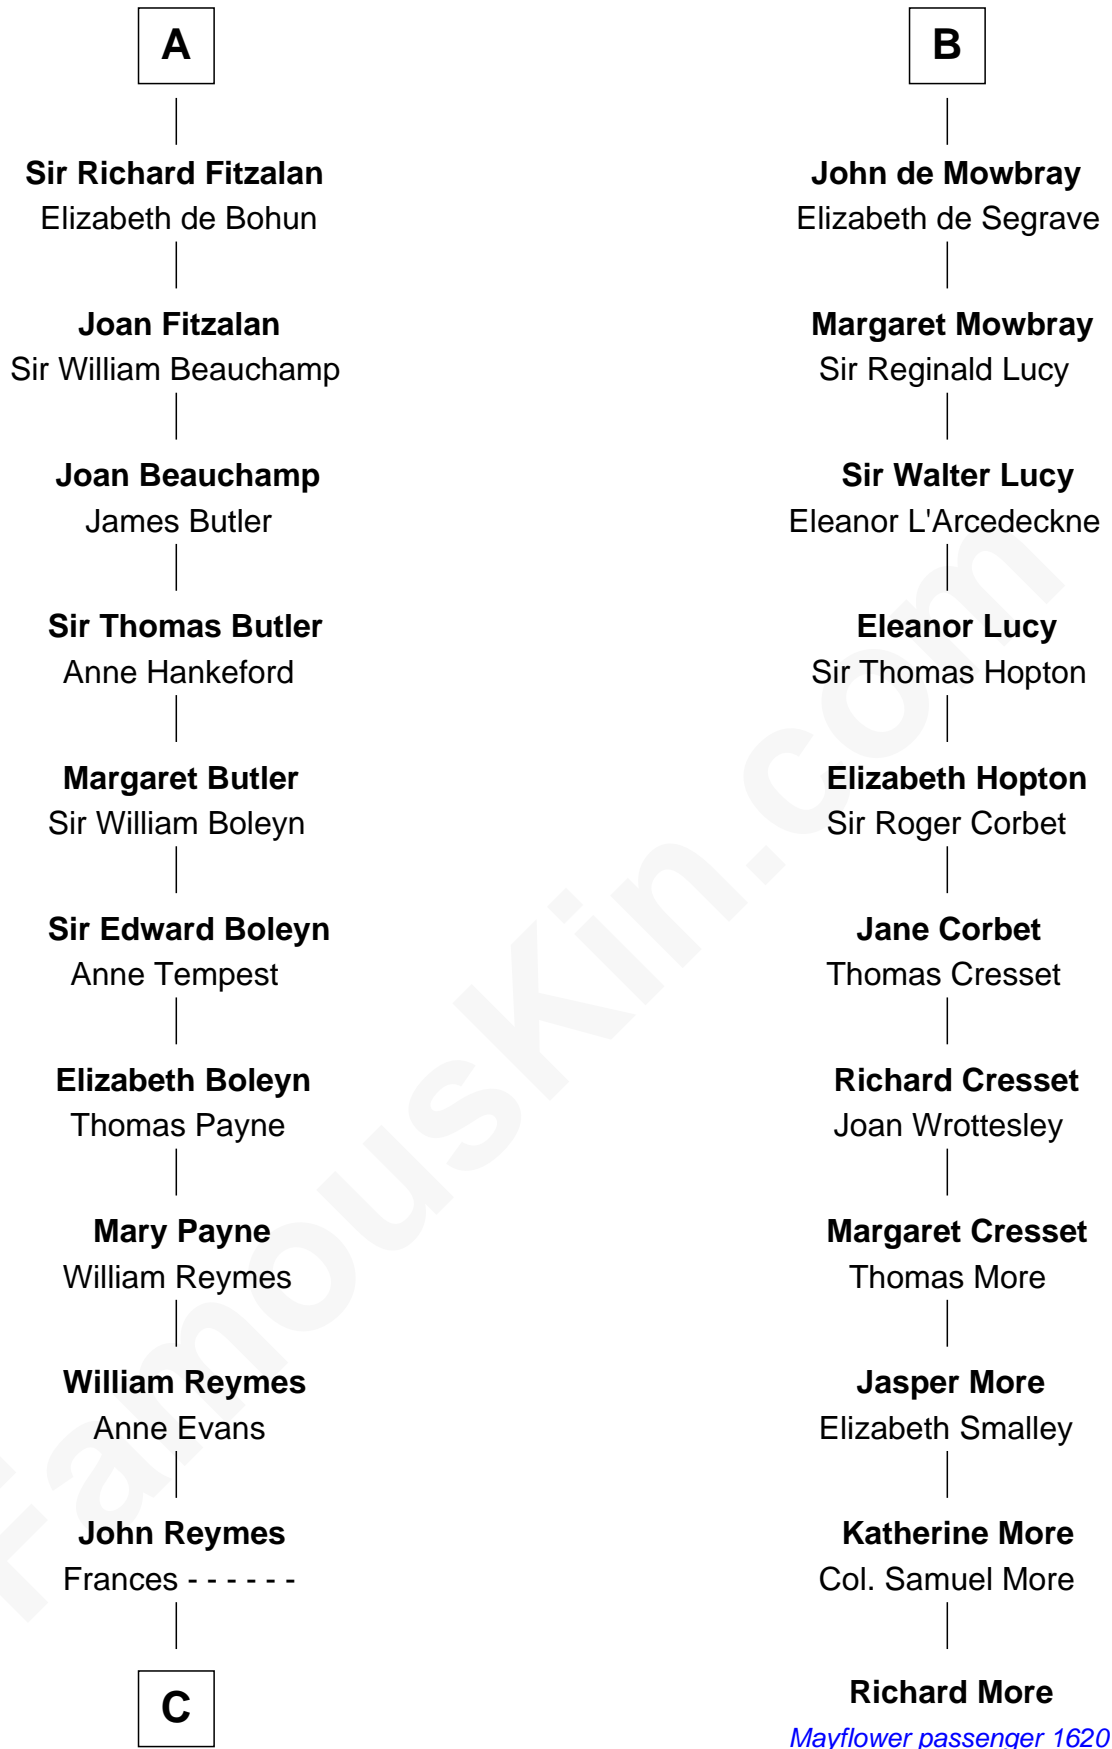 A
Sir Richard Fitzalan
Elizabeth de Bohun
Joan Fitzalan
Sir William Beauchamp
Joan Beauchamp
James Butler
Sir Thomas Butler
Anne Hankeford
Margaret Butler
Sir William Boleyn
Sir Edward Boleyn
Anne Tempest
Elizabeth Boleyn
Thomas Payne
Mary Payne
William Reymes
William Reymes
Anne Evans
John Reymes
Frances - - - - - -
C
B
John de Mowbray
Elizabeth de Segrave
Margaret Mowbray
Sir Reginald Lucy
Sir Walter Lucy
Eleanor L'Arcedeckne
Eleanor Lucy
Sir Thomas Hopton
Elizabeth Hopton
Sir Roger Corbet
Jane Corbet
Thomas Cresset
Richard Cresset
Joan Wrottesley
Margaret Cresset
Thomas More
Jasper More
Elizabeth Smalley
Katherine More
Col. Samuel More
Richard More
Mayflower passenger 1620
FamousKin.com